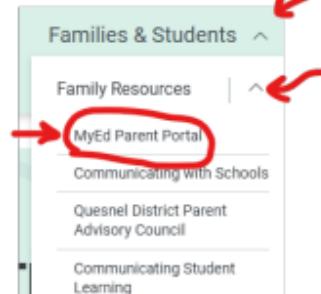 Families & Students
Family Resources
MyEd Parent Portal
Communicating with Schools
Quesnel District Parent
Advisory Council
Communicating Student
Learning